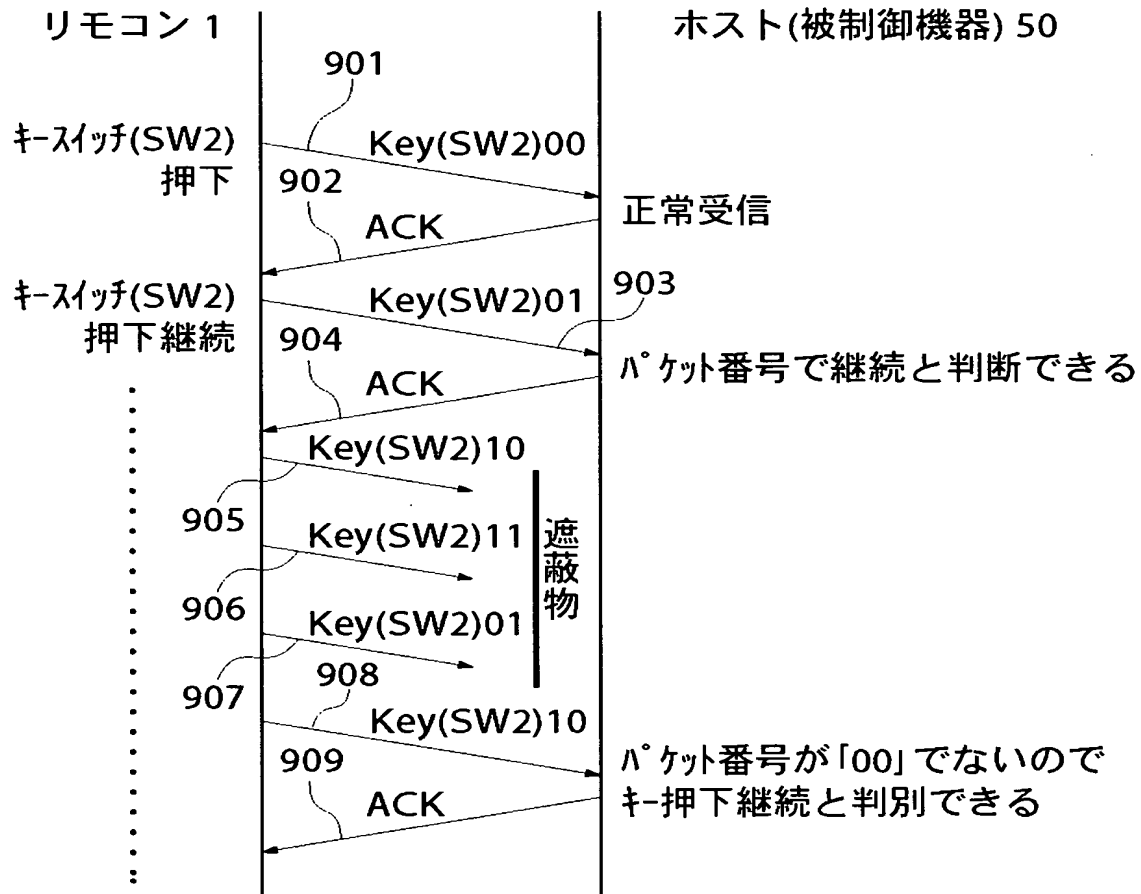 リモコン 1
ホスト(被制御機器) 50
901
キースイッチ(SW2)
押下
Key(SW2)00
902
正常受信
ACK
キースイッチ(SW2)
押下継続
Key(SW2)01
903
904
パケット番号で継続と判断できる
ACK
Key(SW2)10
905
Key(SW2)11
906
遮蔽物
Key(SW2)01
907
908
Key(SW2)10
909
パケット番号が「00」でないので
キー押下継続と判別できる
ACK